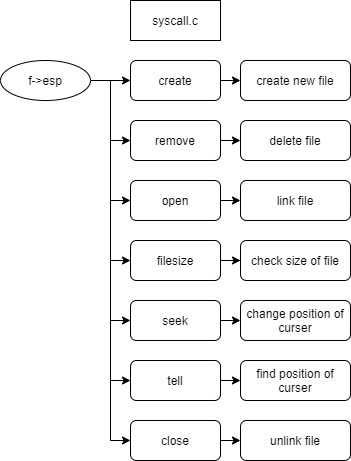 syscall.c
f->esp
create
create new file
remove
delete file
open
link file
filesize
check size of file
seek
change position of
curser
tell
find position of
curser
close
unlink file